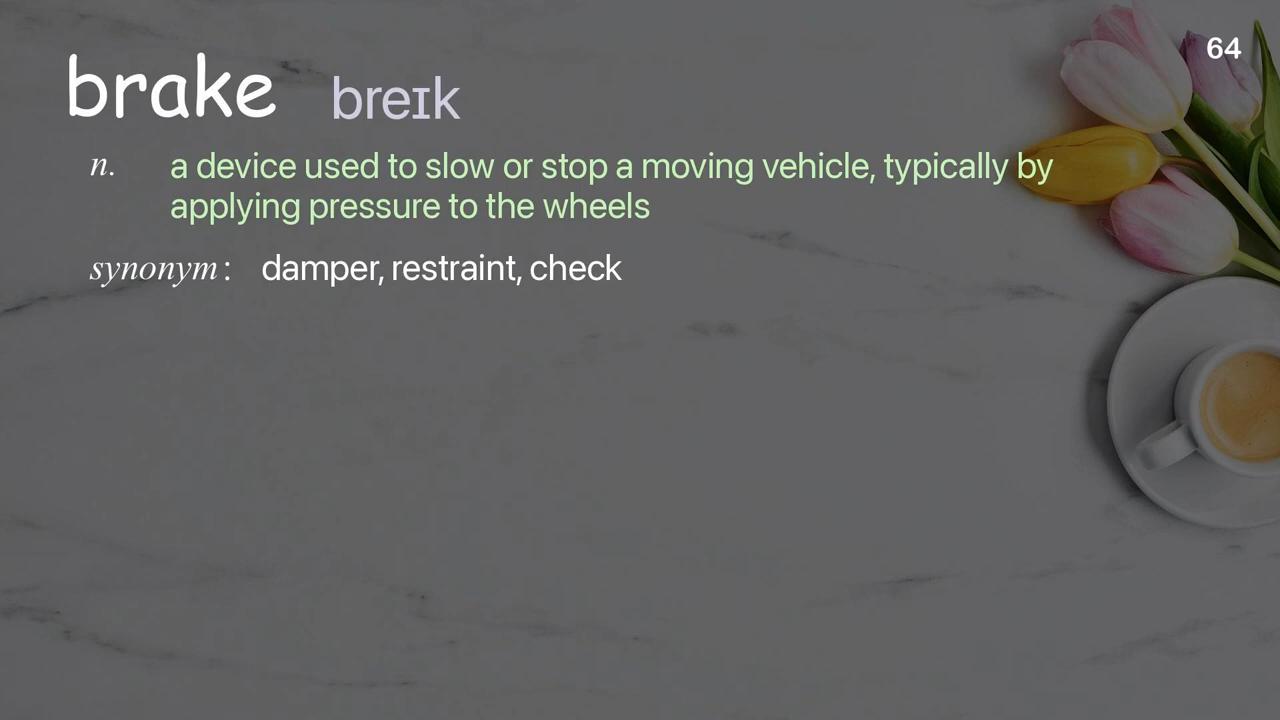 64
brake breɪk
n. a device used to slow or stop a moving vehicle, typically by
applying pressure to the wheels
synonym : damper, restraint, check